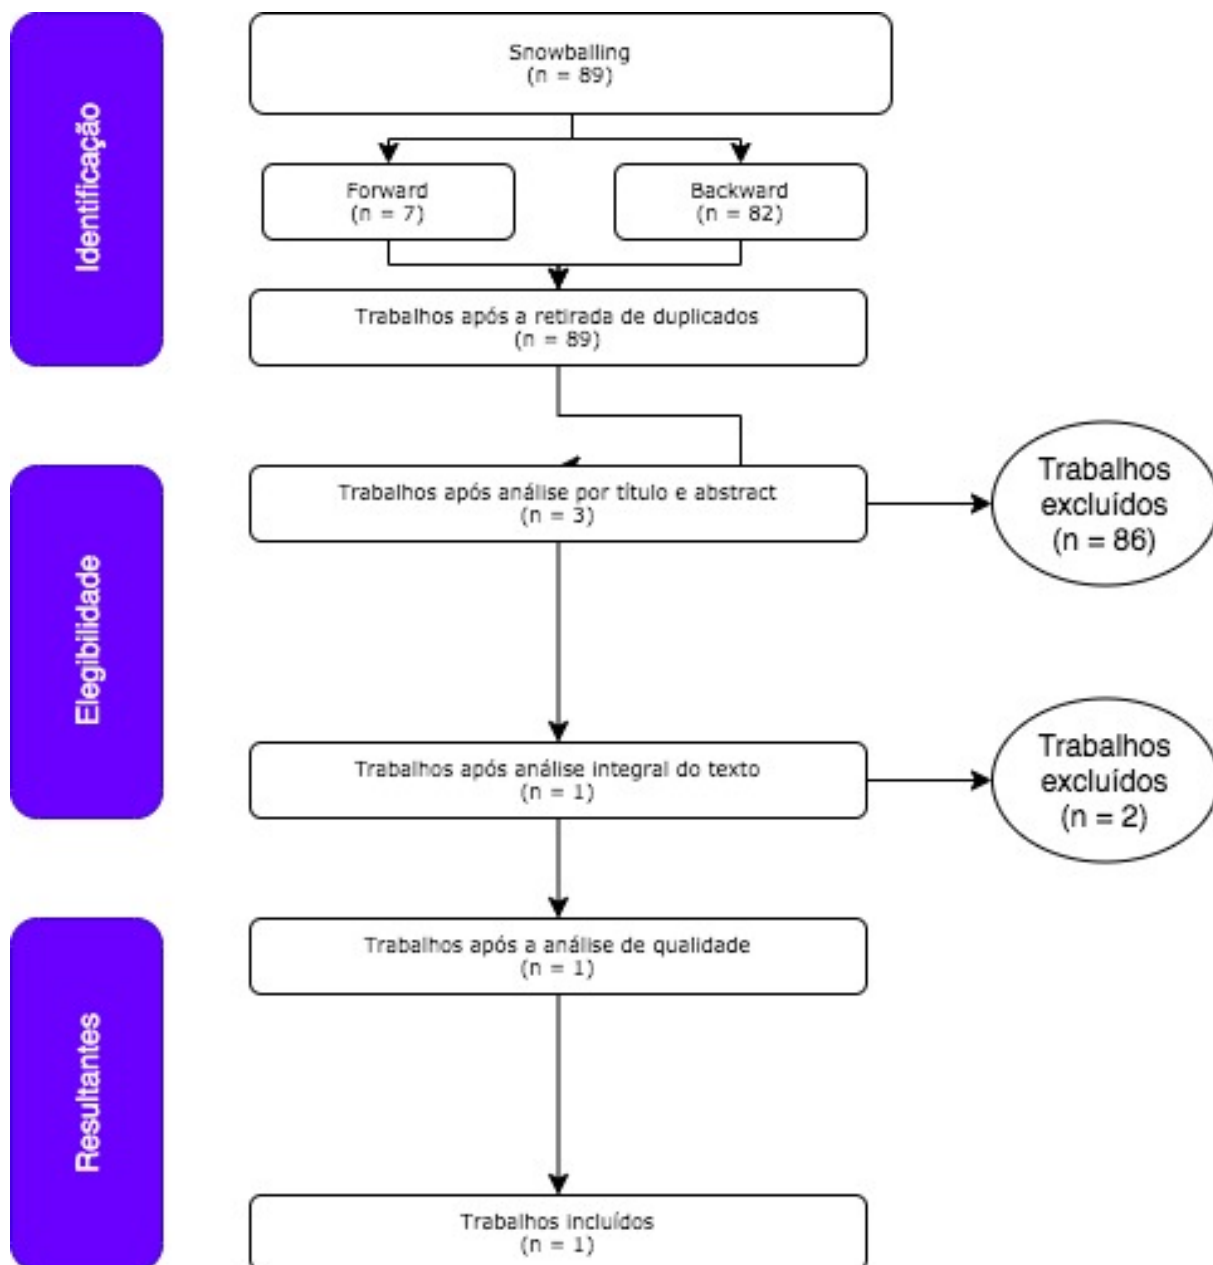 Identificação
Snowballing
(n = 89)
Forward
(n = 7)
Backward
(n = 82)
Trabalhos após a retirada de duplicados
(n = 89)
Elegibilidade
Trabalhos após análise por título e abstract
(n = 3)
Trabalhos
excluídos
(n = 86)
Trabalhos após análise integral do texto
(n = 1)
Trabalhos
excluídos
(n = 2)
Resultantes
Trabalhos após a análise de qualidade
(n = 1)
Trabalhos incluídos
(n = 1)